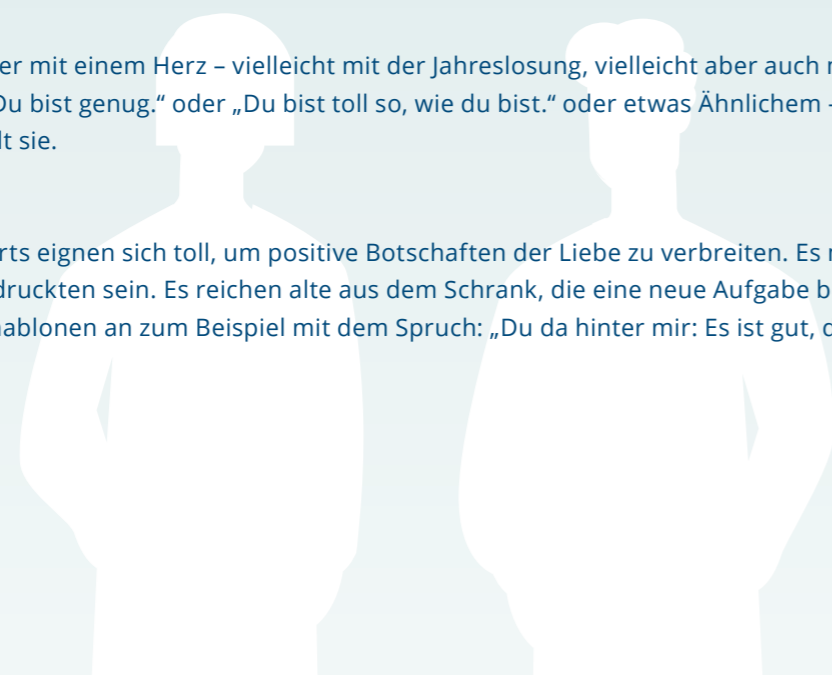 er mit einem Herz – vielleicht mit der Jahreslosung, vielleicht aber auch
Du bist genug.“ oder „Du bist toll so, wie du bist.“ oder etwas Ähnlichem –
lt sie.
rts eignen sich toll, um positive Botschaften der Liebe zu verbreiten. Es
druckten sein. Es reichen alte aus dem Schrank, die eine neue Aufgabe b
ablonen an zum Beispiel mit dem Spruch: „Du da hinter mir: Es ist gut, d